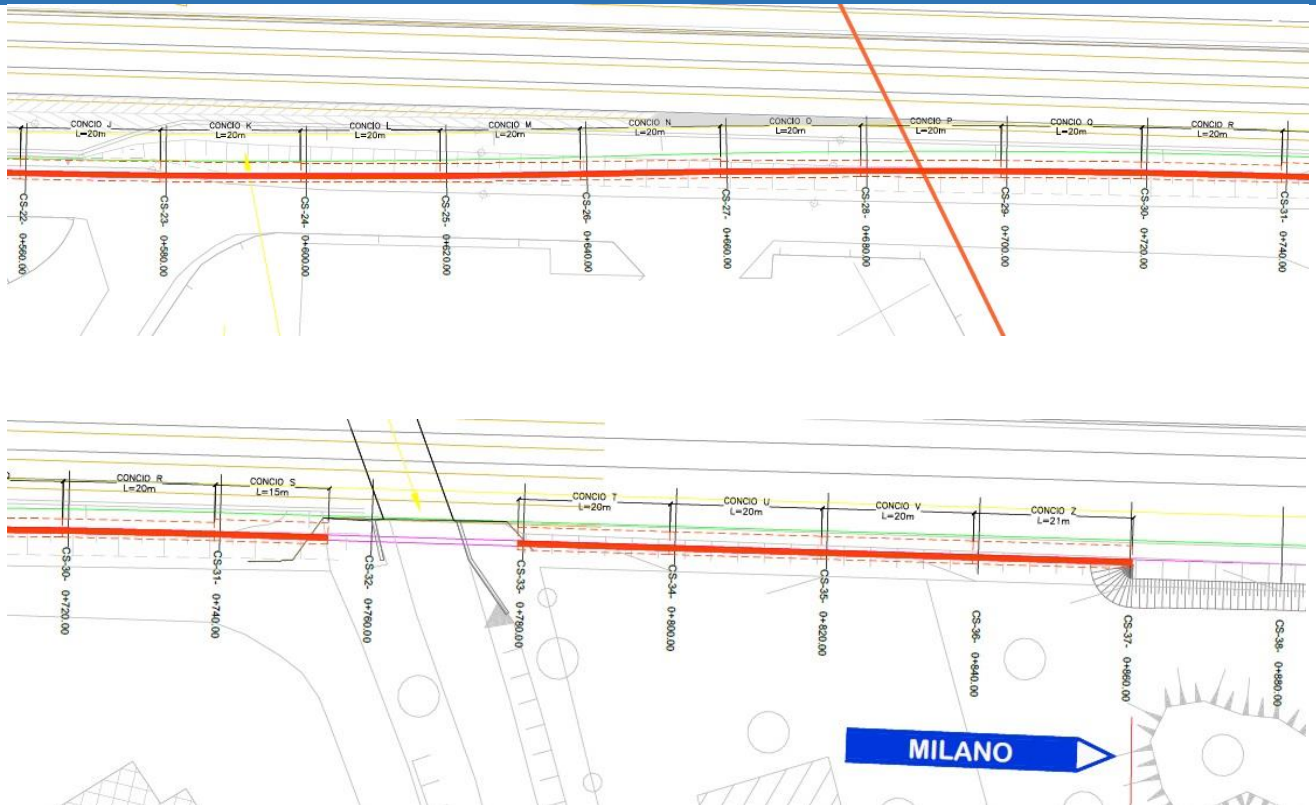 CONCIO J
L=20m
CONCIO K
L=20m
CONCIO L
L=20m
CONCIO M
L=20m
CONCIO N
L=20m
CONCIO O
L=20m
CONCIO P
L=20m
CONCIO Q
L=20m
CONCIO R
L=20m
CS-22- 0+560.00
CS-23- 0+580.00
CS-24- 0+600.00
CS-25- 0+620.00
CS-26- 0+640.00
CS-27- 0+660.00
CS-28- 0+680.00
CS-29- 0+700.00
CS-30- 0+720.00
CS-31- 0+740.00
CONCIO R
L=20m
CONCIO S
L=15m
CONCIO T
L=20m
CONCIO U
L=20m
CONCIO V
L=20m
CONCIO Z
L=21m
CS-30- 0+720.00
CS-31- 0+740.00
CS-32- 0+760.00
CS-33- 0+780.00
CS-34- 0+800.00
CS-35- 0+820.00
CS-36- 0+840.00
CS-37- 0+860.00
CS-38- 0+880.00
MILANO